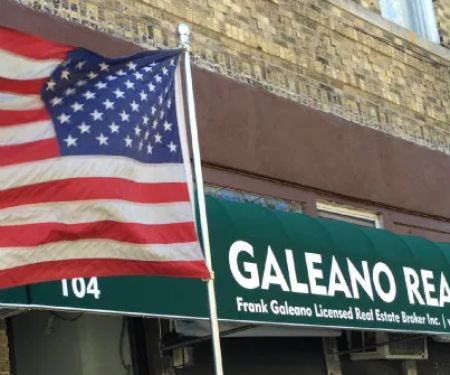 104
GALEANO REA
Frank Galeano Licensed Real Estate Broker Inc. |